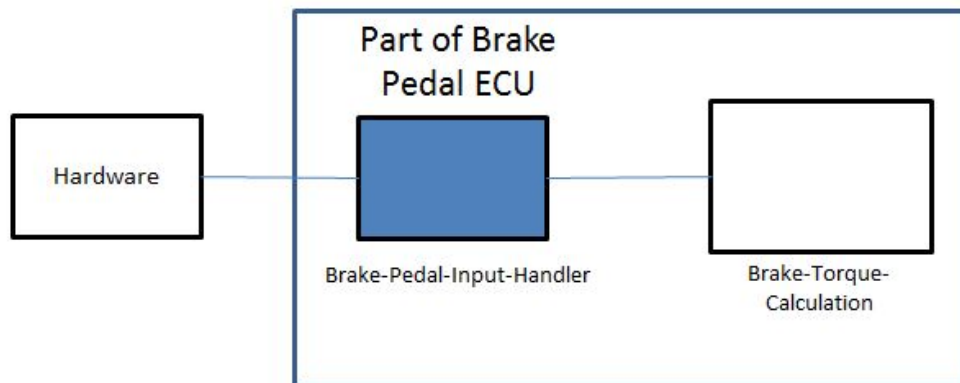 Part of Brake
Pedal ECU
Hardware
Brake-Pedal-Input-Handler
Brake-Torque-
Calculation